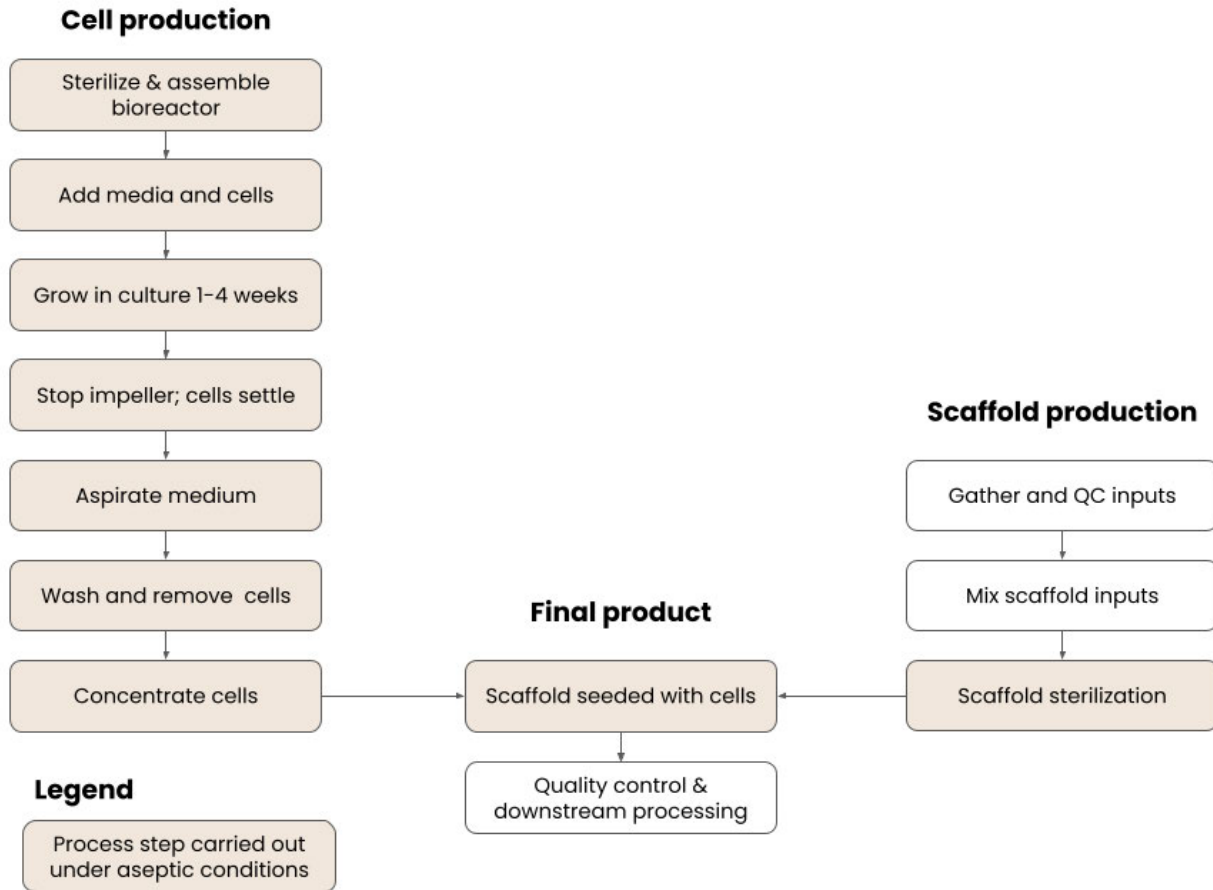 Cell production
Sterilize & assemble
bioreactor
Add media and cells
Grow in culture 1-4 weeks
Stop impeller; cells settle
Aspirate medium
Wash and remove cells
Concentrate cells
Scaffold production
Gather and QC inputs
Mix scaffold inputs
Scaffold sterilization
Final product
Scaffold seeded with cells
Quality control &
downstream processing
Legend
Process step carried out
under aseptic conditions